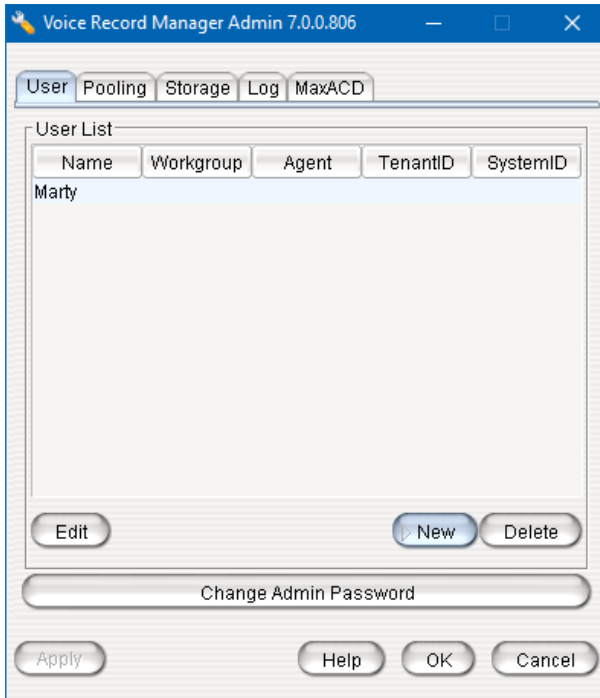 Voice Record Manager Admin 7.0.0.806
User Pooling Storage Log MaxACD
User List
Name Workgroup Agent TenantID SystemID
Marty
Edit New Delete
Change Admin Password
Apply Help OK Cancel